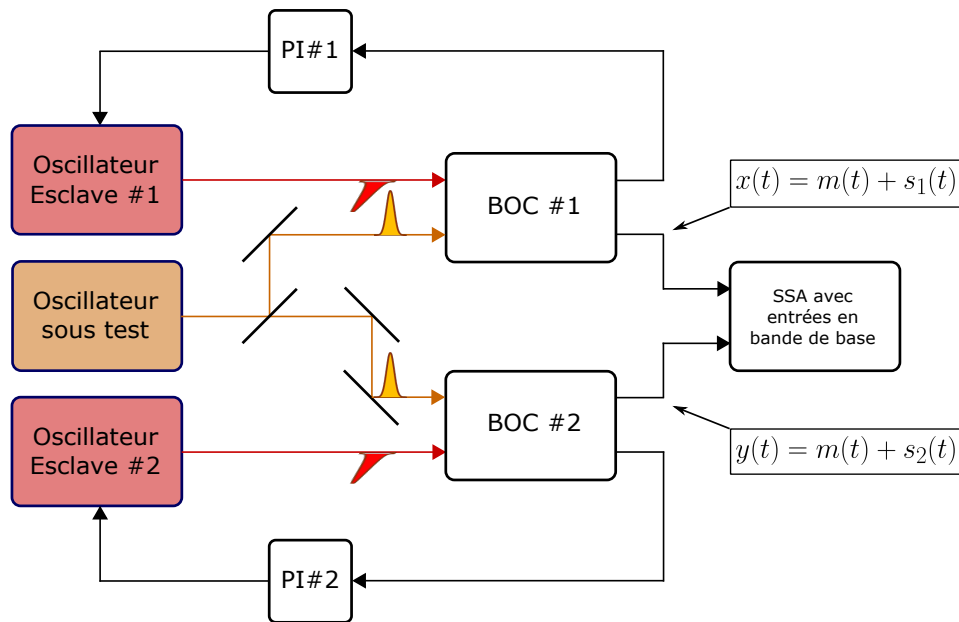 PI#1
Oscillateur
Esclave #1
BOC #1
x(t) = m(t) + s₁(t)
Oscillateur
sous test
SSA avec
entrées en
bande de base
Oscillateur
Esclave #2
BOC #2
y(t) = m(t) + s₂(t)
PI#2